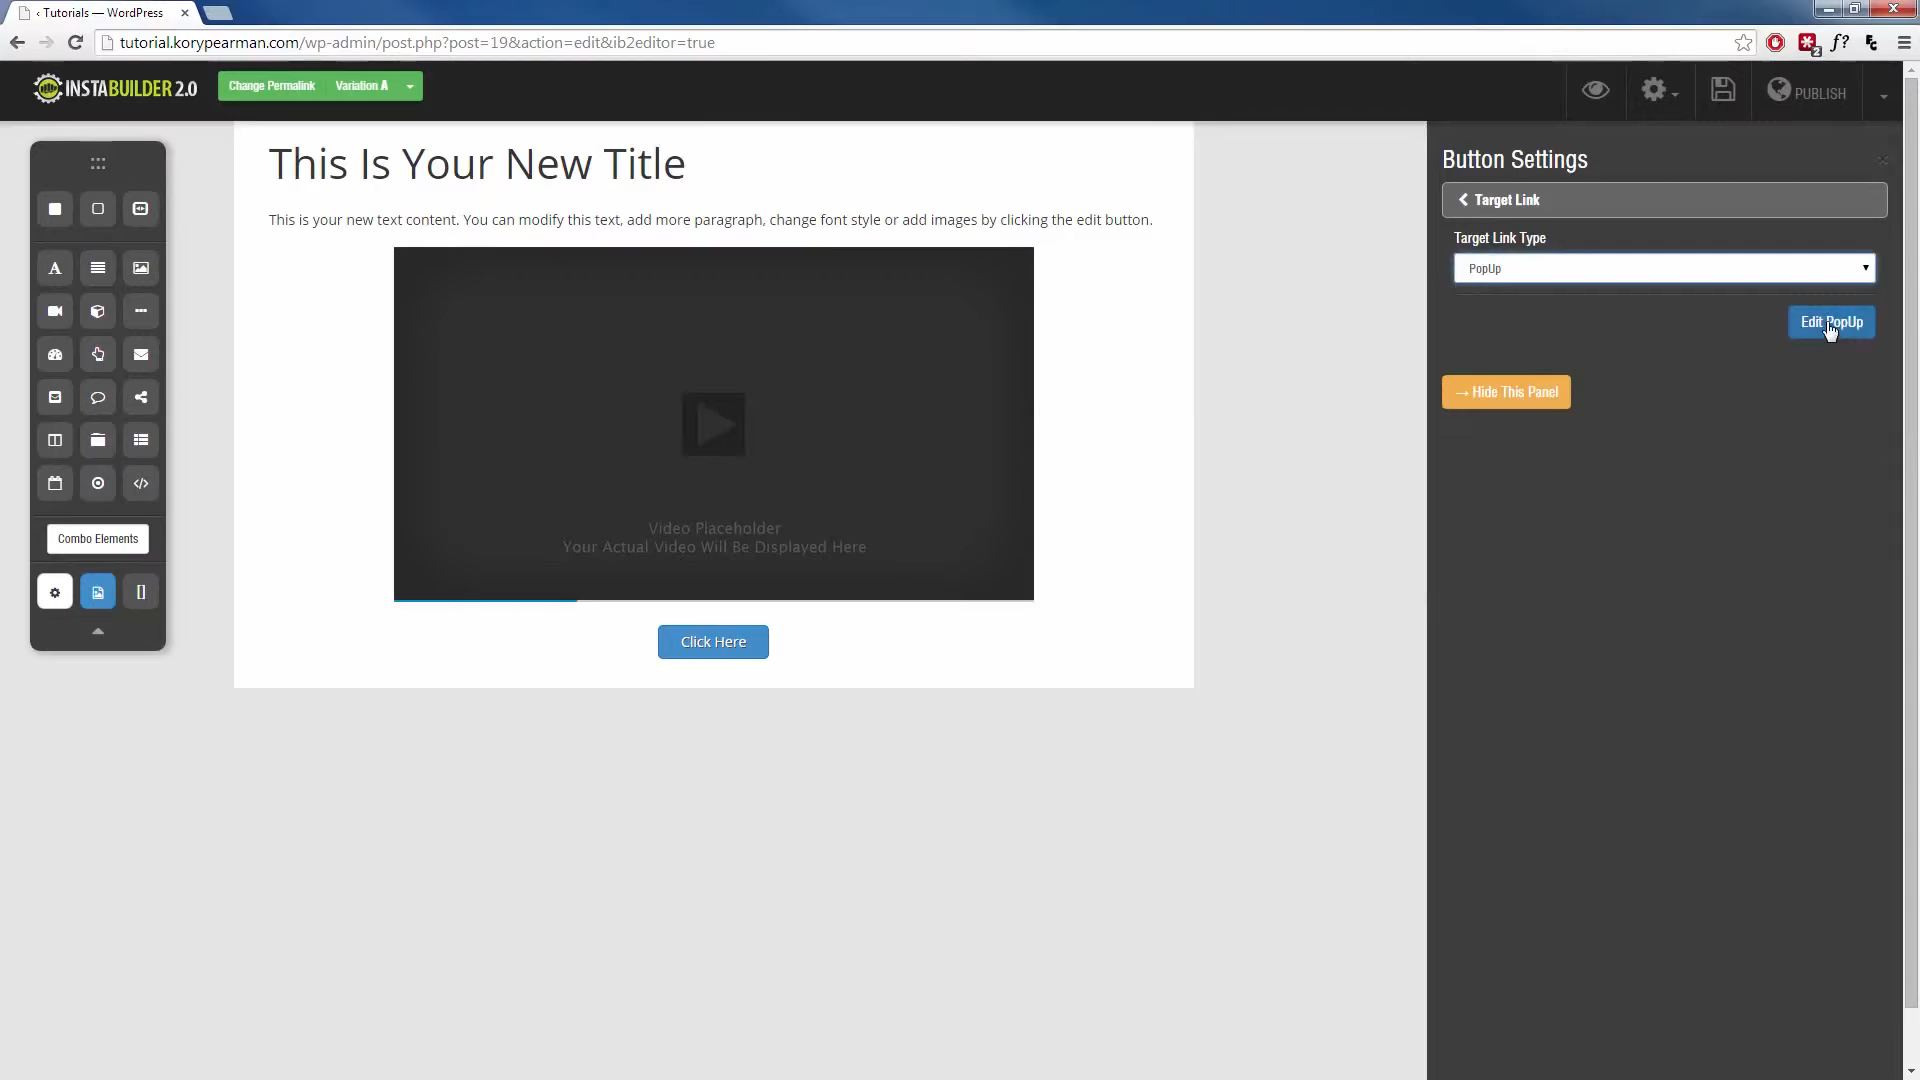 ‹ Tutorials — WordPress
tutorial.korypearman.com/wp-admin/post.php?post=19&action=edit&ib2editor=true
f?
2
INSTABUILDER 2.0
Change Permalink
Variation A
PUBLISH
This Is Your New Title
This is your new text content. You can modify this text, add more paragraph, change font style or add images by clicking the edit button.
Video Placeholder
Your Actual Video Will Be Displayed Here
Click Here
A
Combo Elements
Button Settings
Target Link
Target Link Type
PopUp
Edit PopUp
→ Hide This Panel